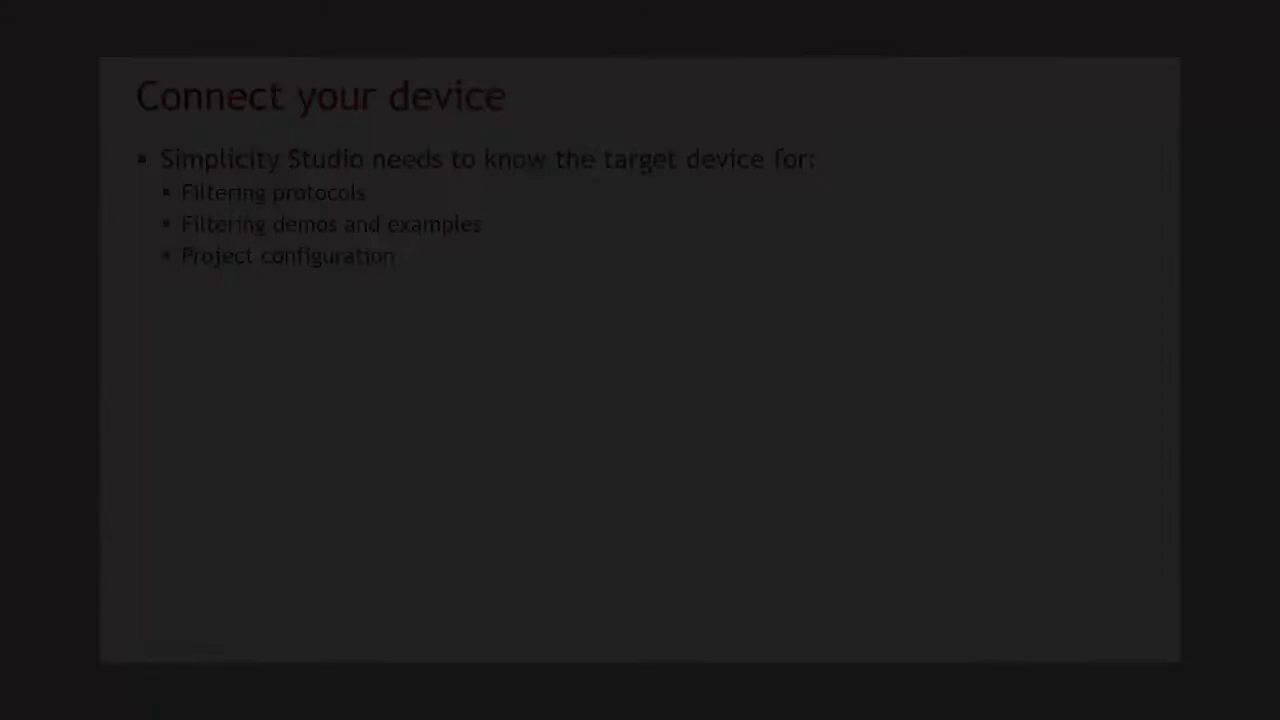 Connect your device
▪ Simplicity Studio needs to know the target device for:
▪ Filtering protocols
▪ Filtering demos and examples
▪ Project configuration